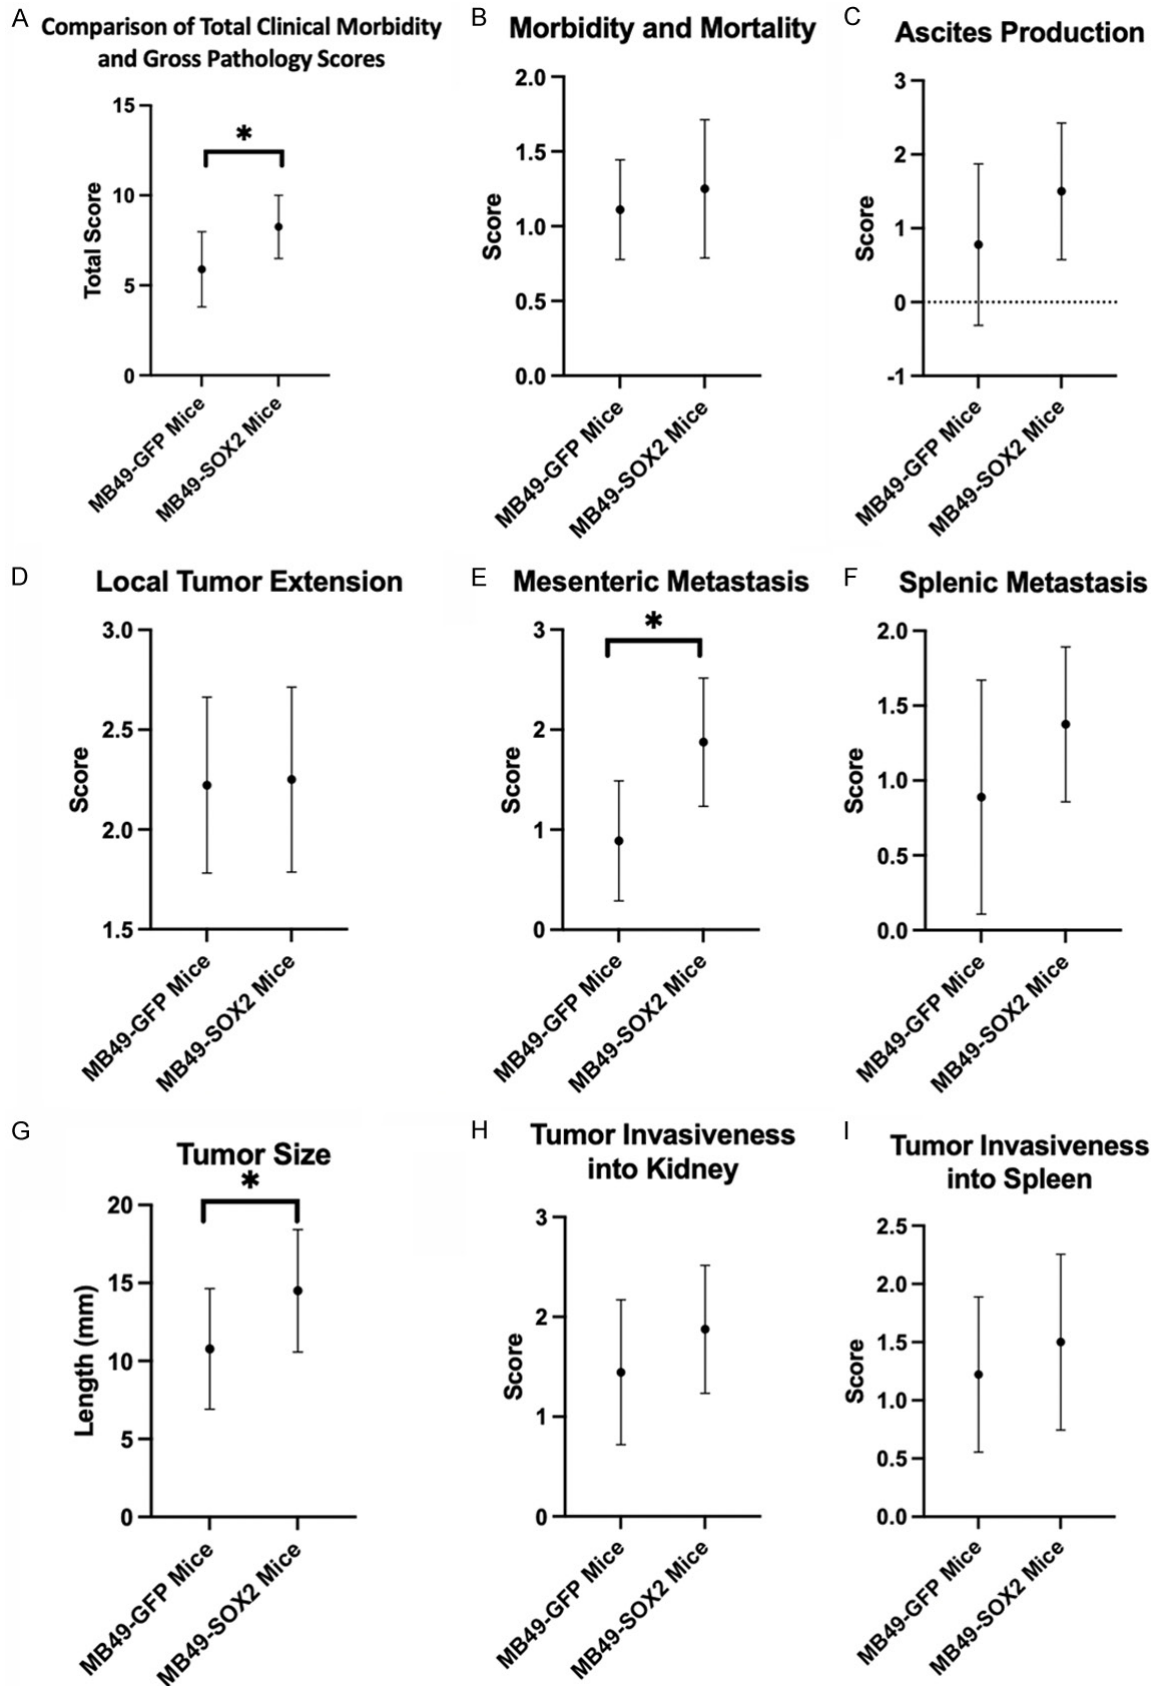 A
Comparison of Total Clinical Morbidity
and Gross Pathology Scores
15
10
5
0
Total Score
*
MB49-GFP Mice
MB49-SOX2 Mice
B
Morbidity and Mortality
2.0
1.5
1.0
0.5
0.0
Score
MB49-GFP Mice
MB49-SOX2 Mice
C
Ascites Production
3
2
1
0
-1
Score
MB49-GFP Mice
MB49-SOX2 Mice
D
Local Tumor Extension
3.0
2.5
2.0
1.5
Score
MB49-GFP Mice
MB49-SOX2 Mice
E
Mesenteric Metastasis
*
3
2
1
0
Score
MB49-GFP Mice
MB49-SOX2 Mice
F
Splenic Metastasis
2.0
1.5
1.0
0.5
0.0
Score
MB49-GFP Mice
MB49-SOX2 Mice
G
Tumor Size
*
20
15
10
5
0
Length (mm)
MB49-GFP Mice
MB49-SOX2 Mice
H
Tumor Invasiveness
into Kidney
3
2
1
0
Score
MB49-GFP Mice
MB49-SOX2 Mice
I
Tumor Invasiveness
into Spleen
2.5
2.0
1.5
1.0
0.5
0.0
Score
MB49-GFP Mice
MB49-SOX2 Mice